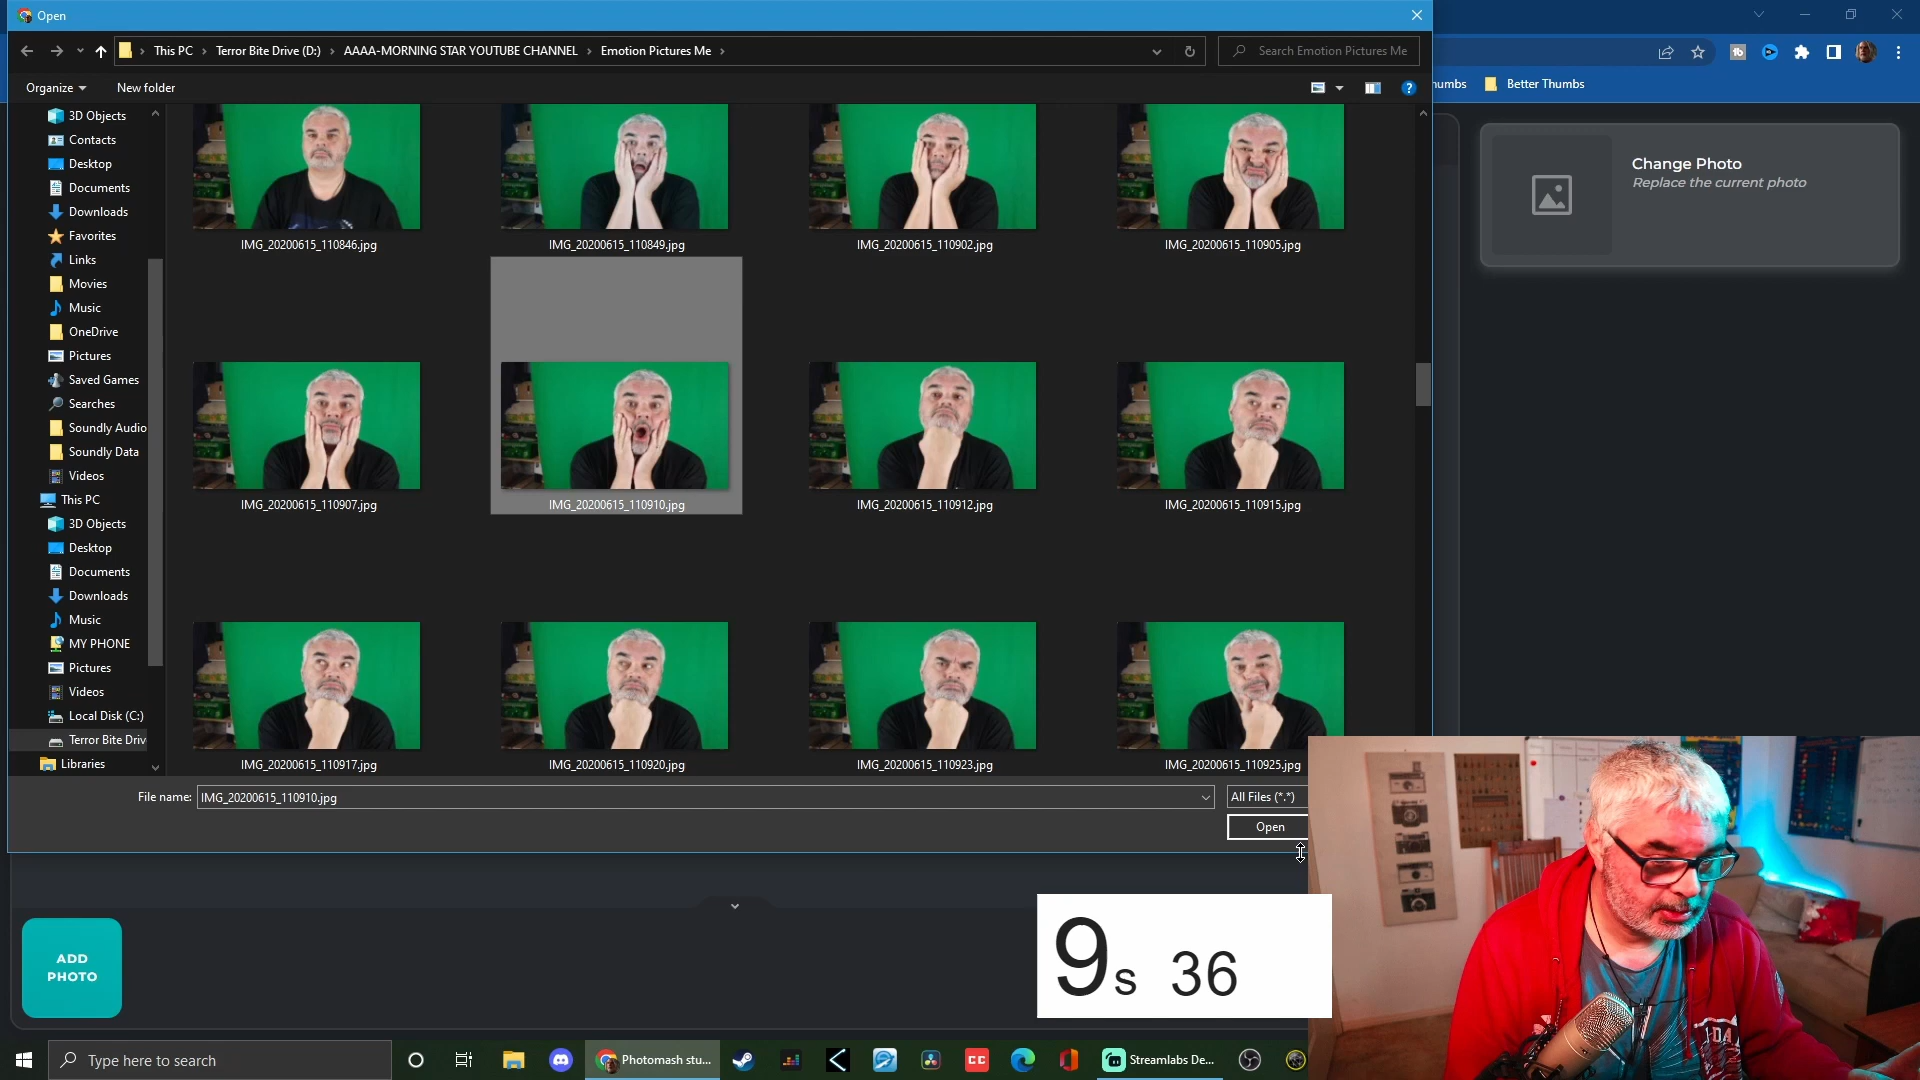 Open
This PC
Terror Bite Drive (D:)
AAAA-MORNING STAR YOUTUBE CHANNEL
Emotion Pictures Me
Search Emotion Pictures Me
Organize
New folder
humbs
Better Thumbs
3D Objects
Contacts
Desktop
Documents
Downloads
Favorites
Links
Movies
Music
OneDrive
Pictures
Saved Games
Searches
Soundly Audio
Soundly Data
Videos
This PC
3D Objects
Desktop
Documents
Downloads
Music
MY PHONE
Pictures
Videos
Local Disk (C:)
Terror Bite Driv
Libraries
IMG_20200615_110846.jpg
IMG_20200615_110849.jpg
IMG_20200615_110902.jpg
IMG_20200615_110905.jpg
IMG_20200615_110907.jpg
IMG_20200615_110910.jpg
IMG_20200615_110912.jpg
IMG_20200615_110915.jpg
IMG_20200615_110917.jpg
IMG_20200615_110920.jpg
IMG_20200615_110923.jpg
IMG_20200615_110925.jpg
Change Photo
Replace the current photo
File name:
IMG_20200615_110910.jpg
All Files (*.*)
Open
ADD
PHOTO
9s 36
Type here to search
Photomash stu...
CC
Streamlabs De...